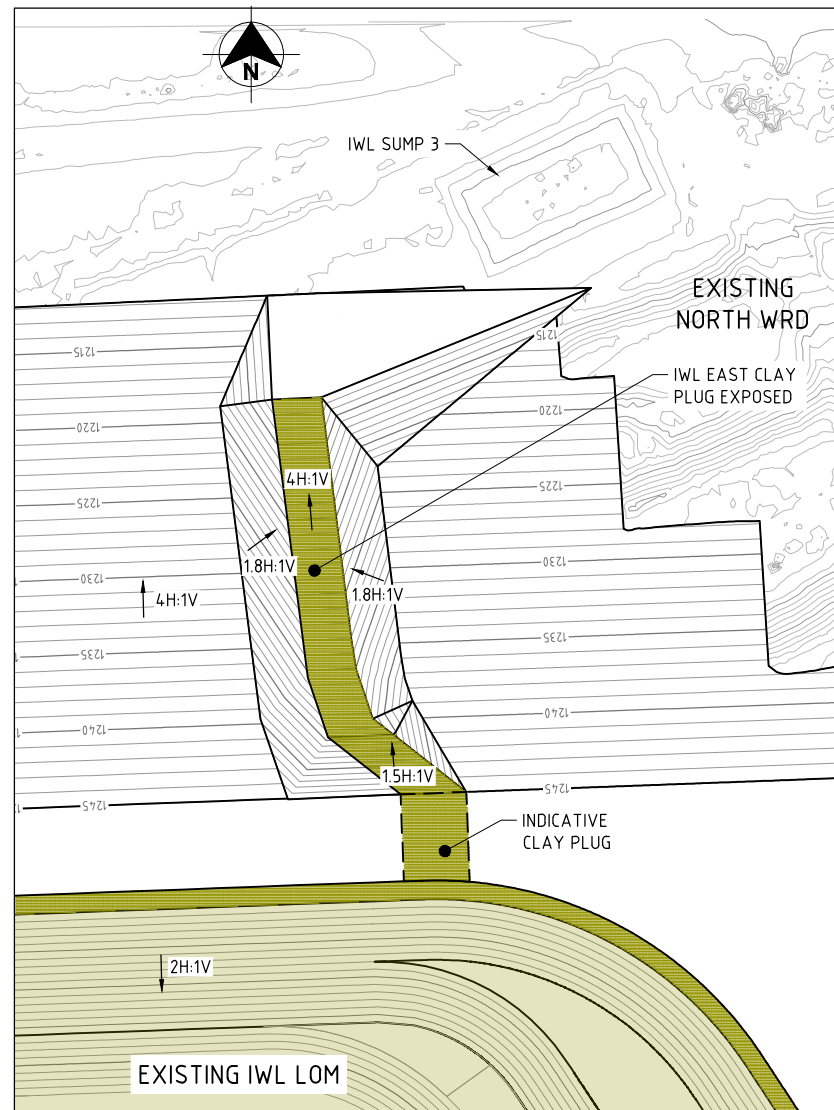 N
IWL SUMP 3
EXISTING
NORTH WRD
1215
1215
IWL EAST CLAY
PLUG EXPOSED
1220
1220
4H:1V
1225
1225
1.8H:1V
1230
1230
4H:1V
1.8H:1V
1235
1235
1240
1240
1.5H:1V
1245
1245
INDICATIVE
CLAY PLUG
2H:1V
EXISTING IWL LOM